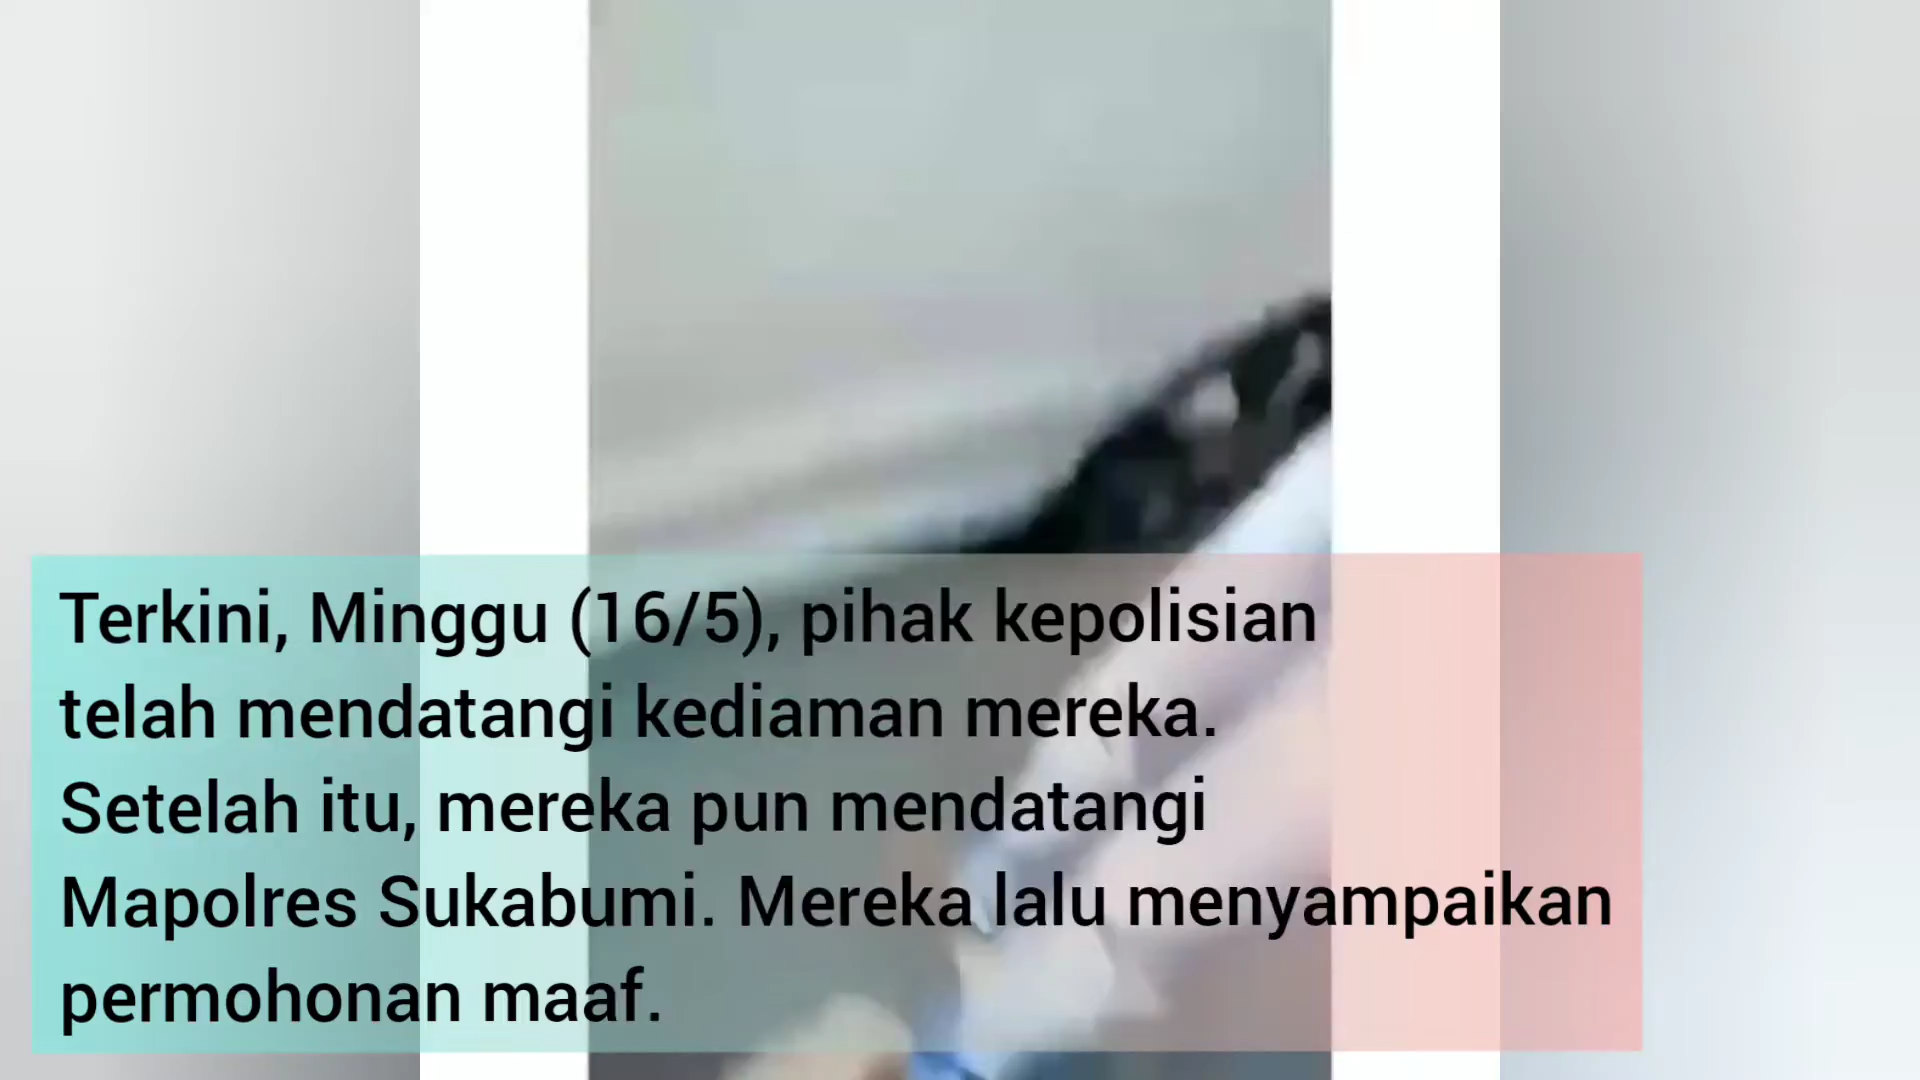 Terkini, Minggu (16/5), pihak kepolisian
telah mendatangi kediaman mereka.
Setelah itu, mereka pun mendatangi
Mapolres Sukabumi. Mereka lalu menyampaikan
permohonan maaf.